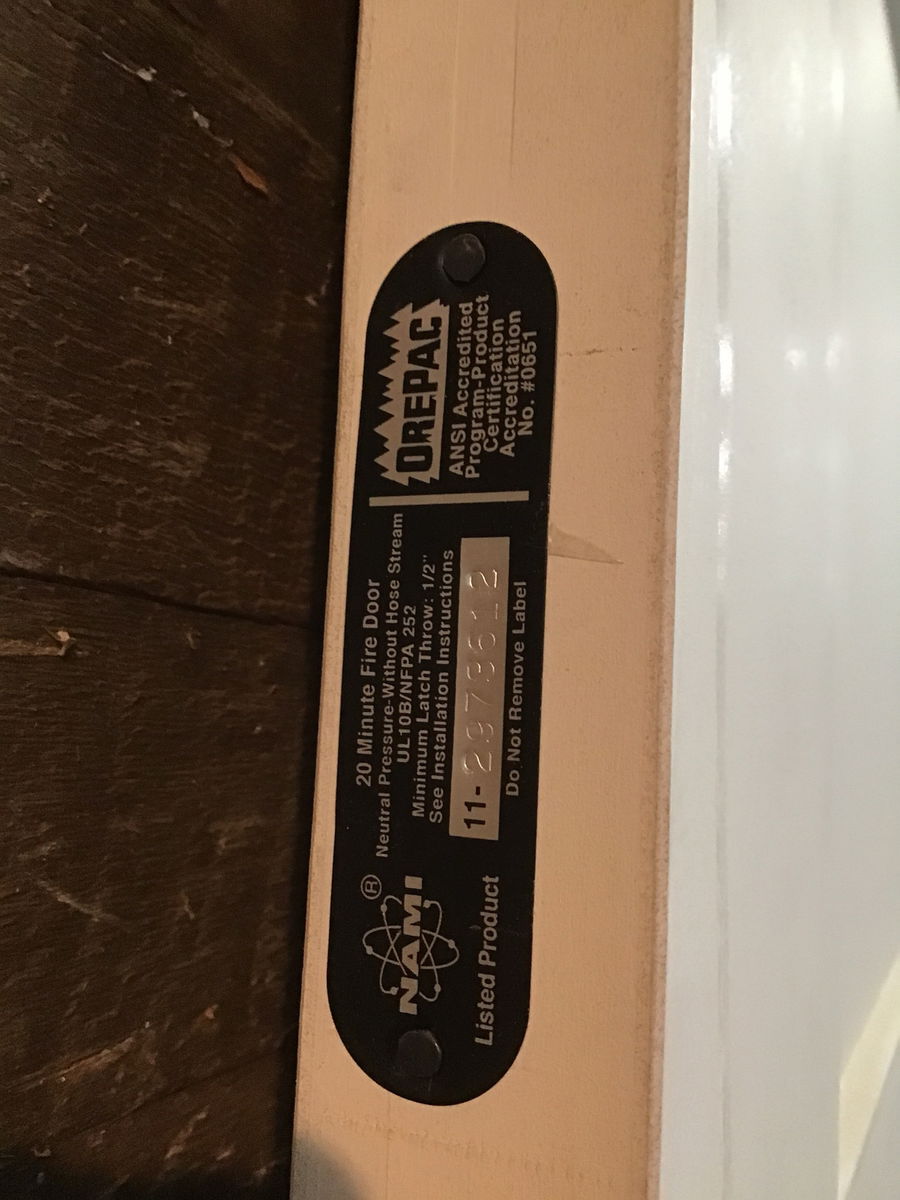 NAMI ®
Listed Product
20 Minute Fire Door
Neutral Pressure-Without Hose Stream
UL10B/NFPA 252
Minimum Latch Throw: 1/2"
See Installation Instructions
11-
Do Not Remove Label
OREPAC
ANSI Accredited
Program-Product
Certification
Accreditation
No. #0651